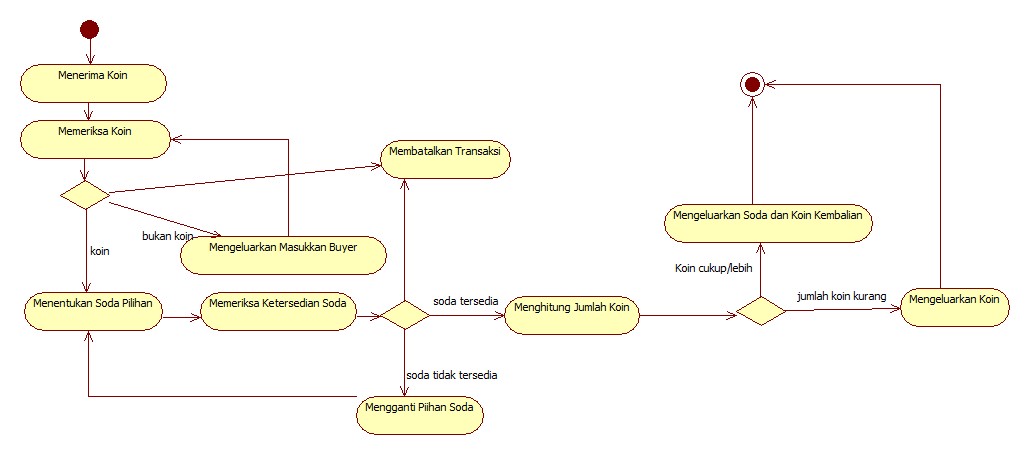 Menerima Koin
Memeriksa Koin
Membatalkan Transaksi
bukan koin
Mengeluarkan Masukkan Buyer
koin
Menentukan Soda Pilihan
Memeriksa Ketersedian Soda
soda tersedia
Menghitung Jumlah Koin
soda tidak tersedia
Mengganti Piihan Soda
Mengeluarkan Soda dan Koin Kembalian
Koin cukup/lebih
jumlah koin kurang
Mengeluarkan Koin